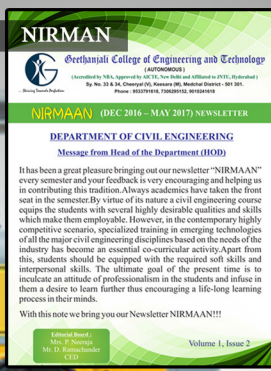 NIRMAN
Geethanjali College of Engineering and Technology
( AUTONOMOUS )
(Accredited by NBA, Approved by AICTE, New Delhi and Affiliated to JNTU, Hyderabad )
Sy. No. 33 & 34, Cheeryal (V), Keesara (M), Medchal District - 501 301.
Phone : 9533791618, 7306295152, 9010241618
... Striving Towards Perfection
NIRMAAN (DEC 2016 – MAY 2017) NEWSLETTER
DEPARTMENT OF CIVIL ENGINEERING
Message from Head of the Department (HOD)
It has been a great pleasure bringing out our newsletter “NIRMAAN”
every semester and your feedback is very encouraging and helping us
in contributing this tradition.Always academics have taken the front
seat in the semester.By virtue of its nature a civil engineering course
equips the students with several highly desirable qualities and skills
which make them employable. However, in the contemporary highly
competitive scenario, specialized training in emerging technologies
of all the major civil engineering disciplines based on the needs of the
industry has become an essential co-curricular activity.Apart from
this, students should be equipped with the required soft skills and
interpersonal skills. The ultimate goal of the present time is to
inculcate an attitude of professionalism in the students and infuse in
them a desire to learn further thus encouraging a life-long learning
process in their minds.
With this note we bring you our Newsletter NIRMAAN!!!
Editorial Board :
Mrs. P. Neeraja
Mr. D. Ramachander
CED
Volume 1, Issue 2